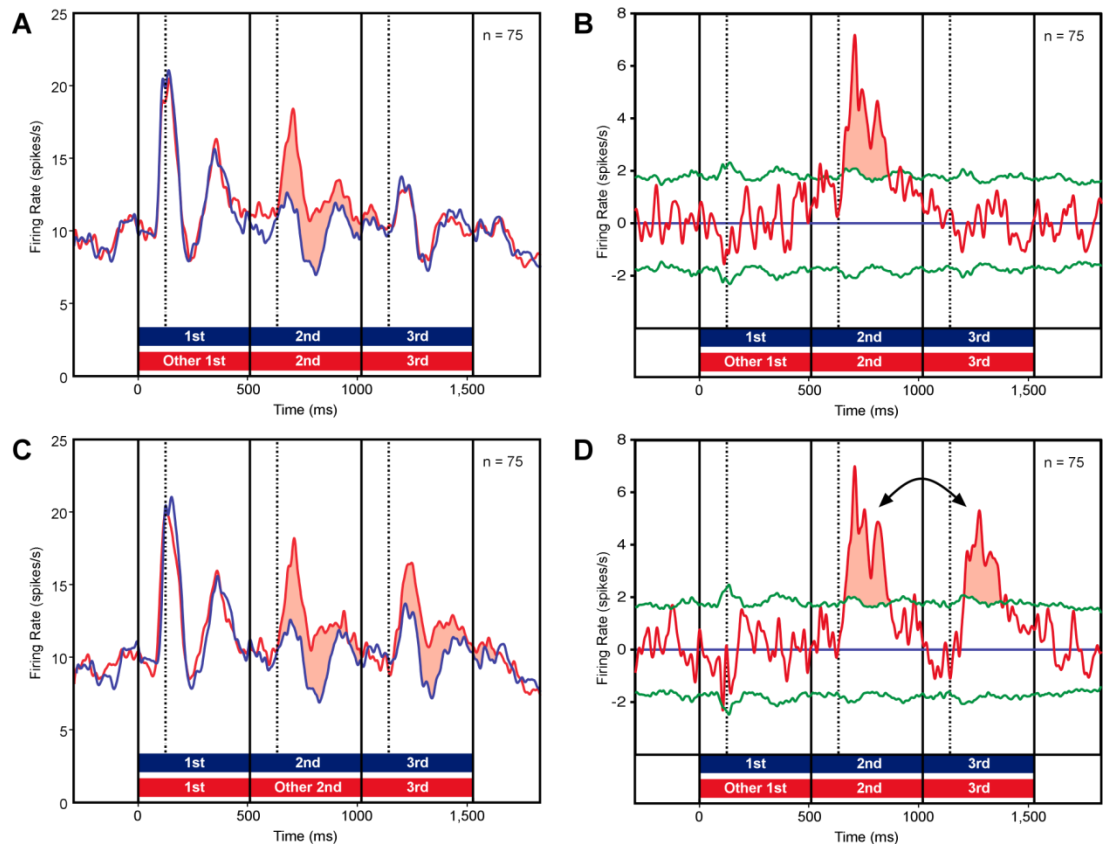 A
n = 75
Firing Rate (spikes/s)
25
20
15
10
5
0
1st 2nd 3rd
Other 1st 2nd 3rd
0 500 1000 1,500
Time (ms)
B
n = 75
Firing Rate (spikes/s)
8
6
4
2
0
-2
1st 2nd 3rd
Other 1st 2nd 3rd
0 500 1000 1,500
Time (ms)
C
n = 75
Firing Rate (spikes/s)
25
20
15
10
5
0
1st 2nd 3rd
1st Other 2nd 3rd
0 500 1000 1,500
Time (ms)
D
n = 75
Firing Rate (spikes/s)
8
6
4
2
0
-2
1st 2nd 3rd
Other 1st 2nd 3rd
0 500 1000 1,500
Time (ms)